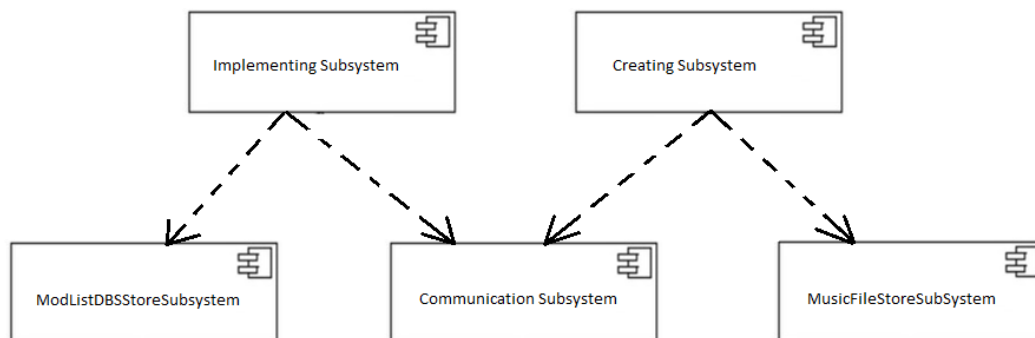 Implementing Subsystem
Creating Subsystem
ModListDBSStoreSubsystem
Communication Subsystem
MusicFileStoreSubSystem